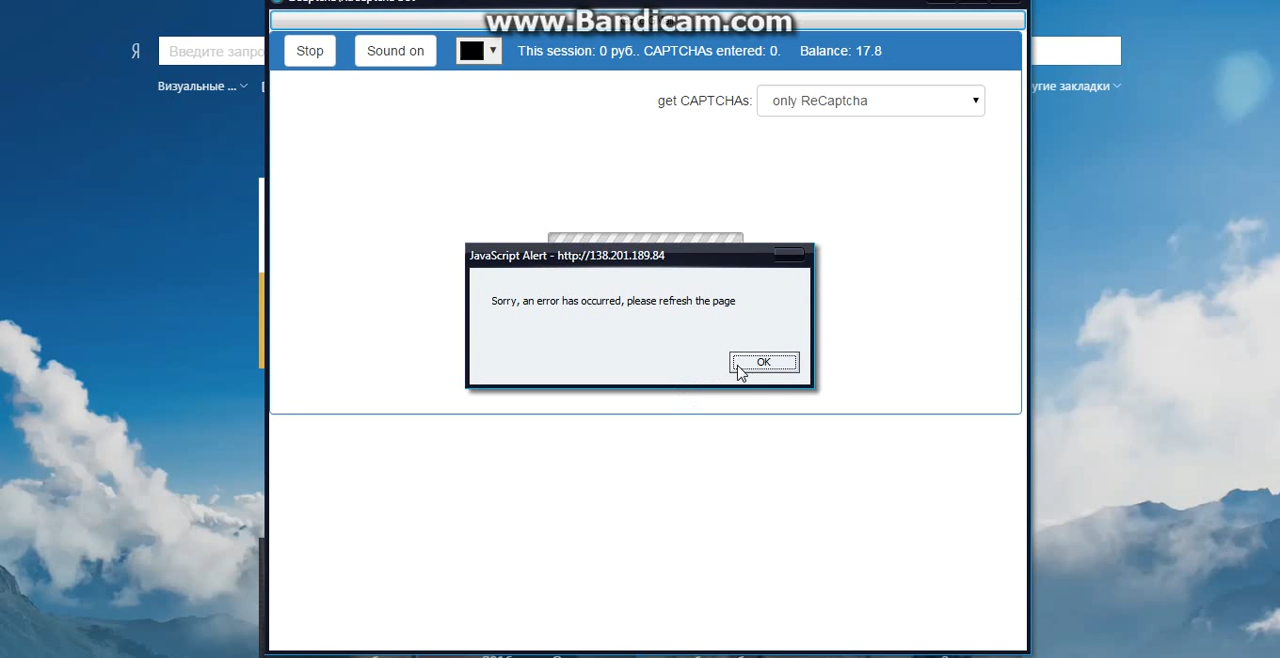 www.Bandicam.com
Я
Введите запро
Stop
Sound on
This session: 0 руб.. CAPTCHAs entered: 0.
Balance: 17.8
Визуальные ...
угие закладки
get CAPTCHAs:
only ReCaptcha
JavaScript Alert - http://138.201.189.84
Sorry, an error has occurred, please refresh the page
OK